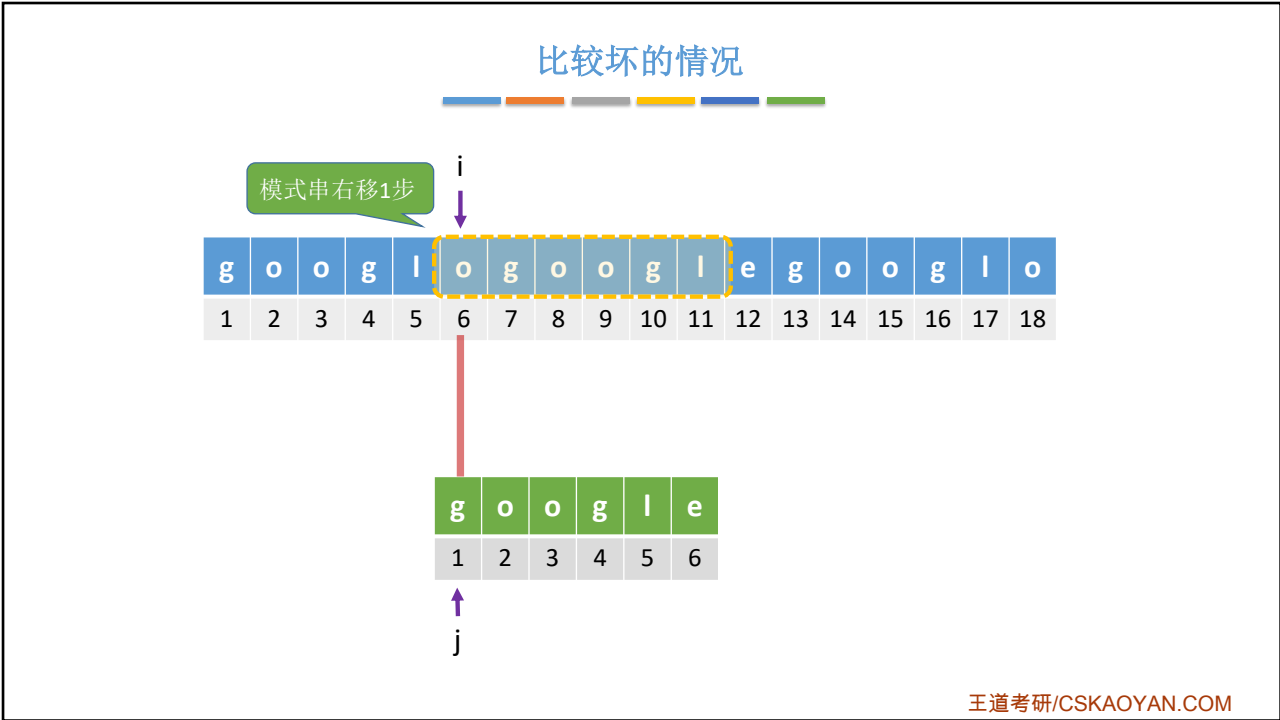 比较坏的情况
i
模式串右移1步
g o o g l o g o o g l e g o o g l o
1 2 3 4 5 6 7 8 9 10 11 12 13 14 15 16 17 18
g o o g l e
1 2 3 4 5 6
j
王道考研/CSKAOYAN.COM